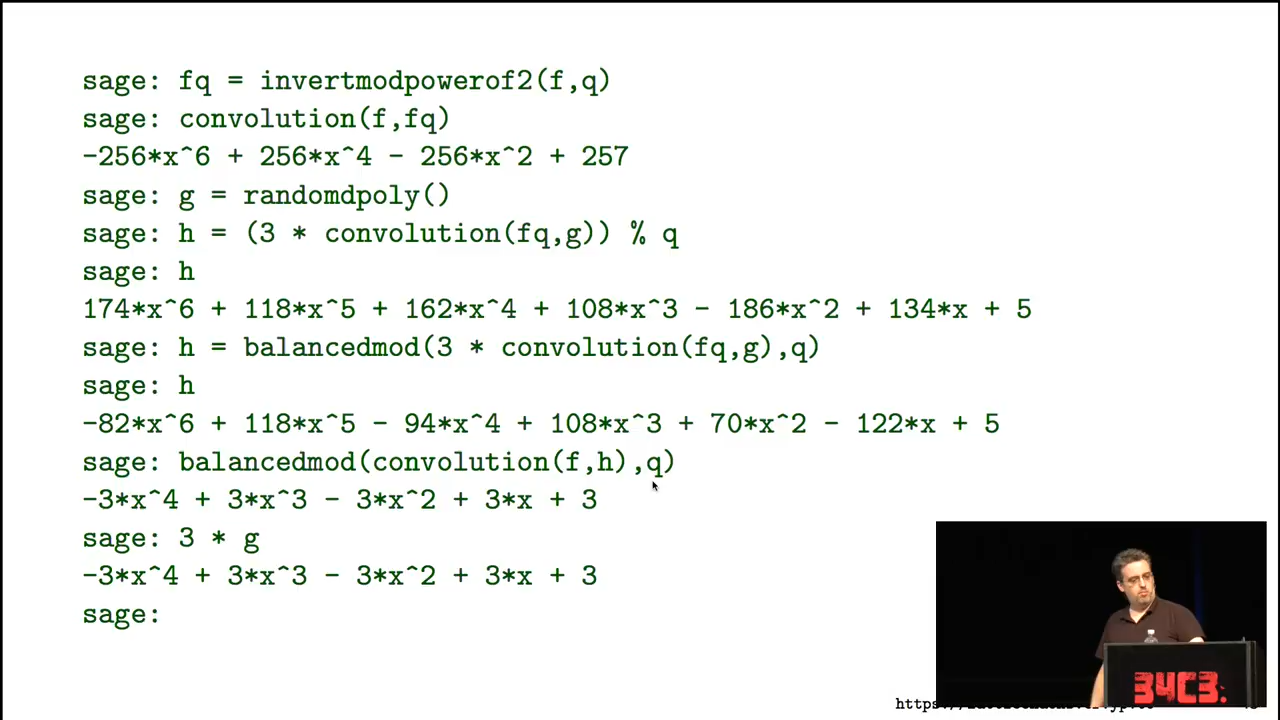 sage: fq = invertmodpowerof2(f,q)
sage: convolution(f,fq)
-256*x^6 + 256*x^4 - 256*x^2 + 257
sage: g = randomdpoly()
sage: h = (3 * convolution(fq,g)) % q
sage: h
174*x^6 + 118*x^5 + 162*x^4 + 108*x^3 - 186*x^2 + 134*x + 5
sage: h = balancedmod(3 * convolution(fq,g),q)
sage: h
-82*x^6 + 118*x^5 - 94*x^4 + 108*x^3 + 70*x^2 - 122*x + 5
sage: balancedmod(convolution(f,h),q)
-3*x^4 + 3*x^3 - 3*x^2 + 3*x + 3
sage: 3 * g
-3*x^4 + 3*x^3 - 3*x^2 + 3*x + 3
sage:
34C3.